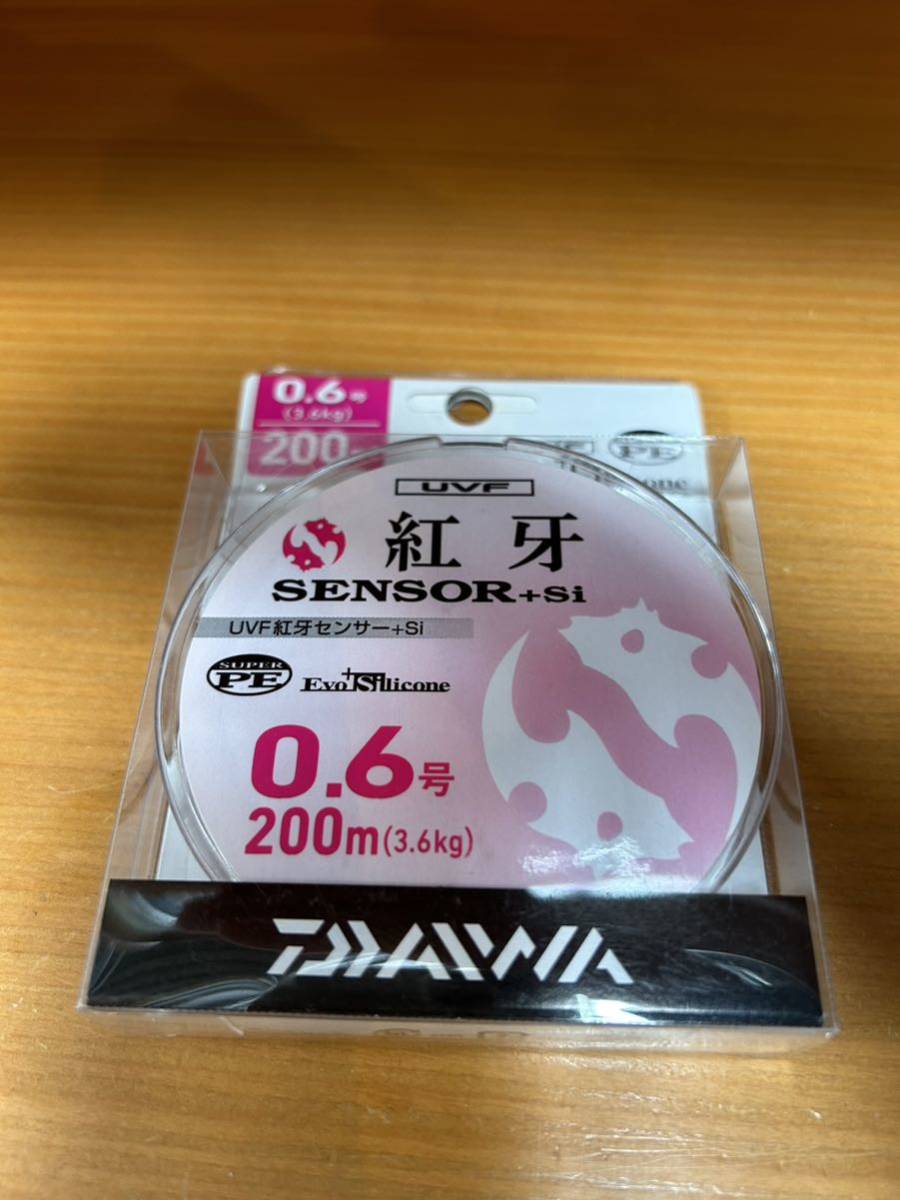 0.6号
(3.6kg)
200
PE
UVF
紅牙
SENSOR+Si
UVF紅牙センサー+Si
SUPER
PE
Evo+Silicone
0.6号
200m(3.6kg)
DAIWA